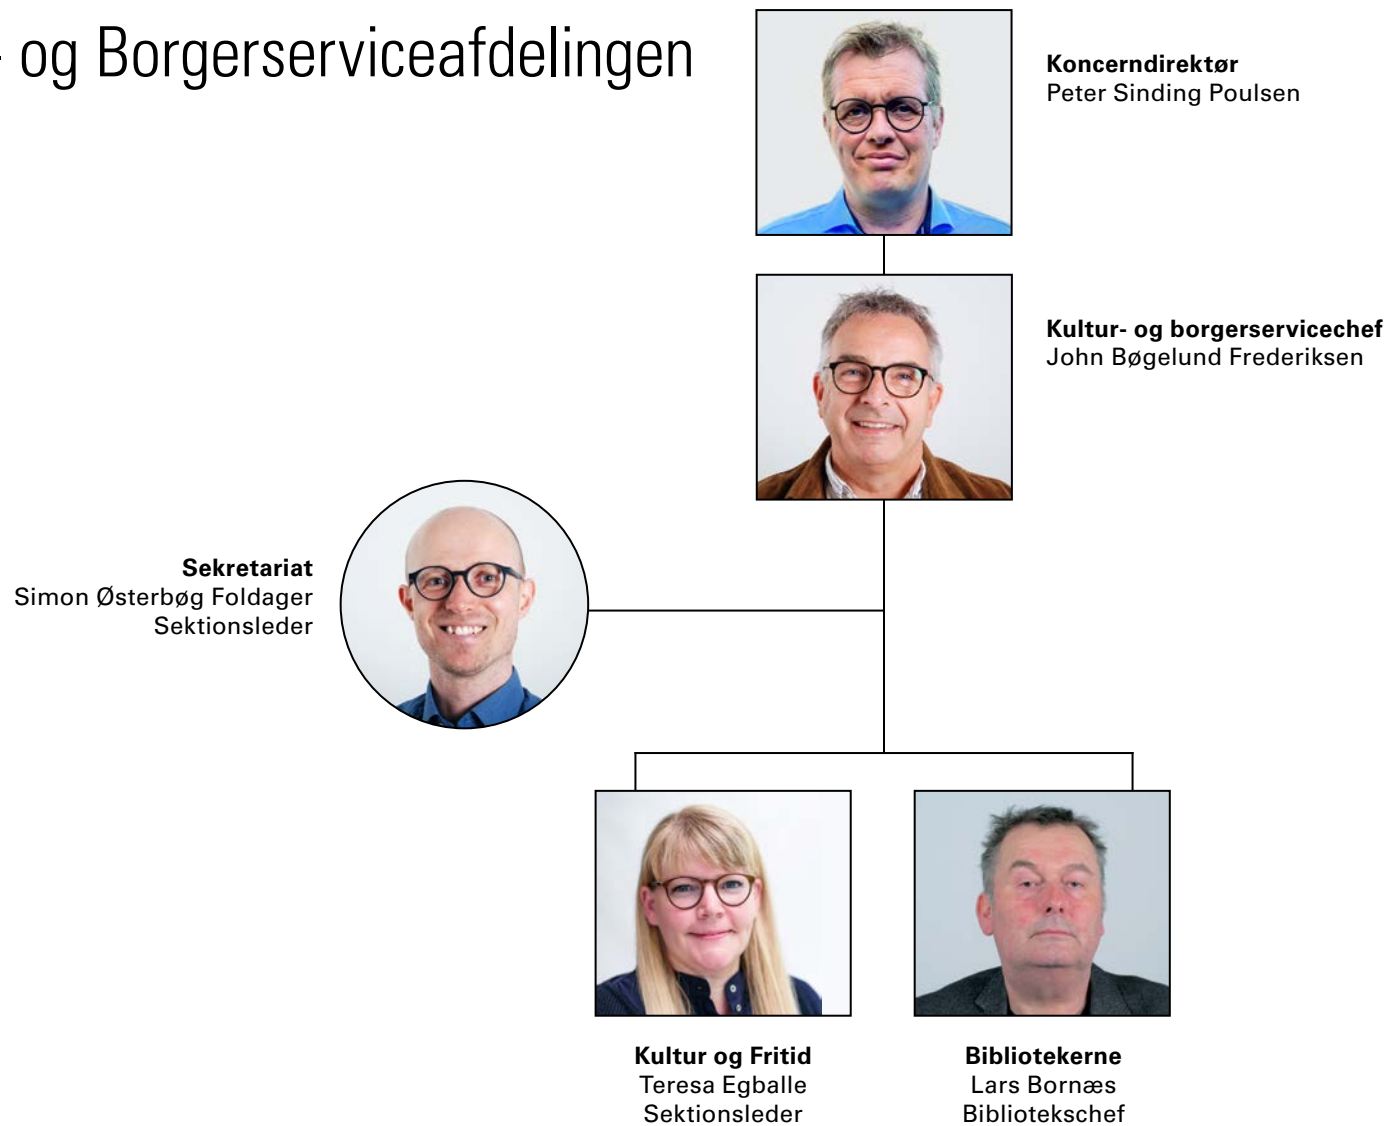 - og Borgerserviceafdelingen
Koncerndirektør
Peter Sinding Poulsen
Kultur- og borgerservicechef
John Bøgelund Frederiksen
Sekretariat
Simon Østerbøg Foldager
Sektionsleder
Kultur og Fritid
Teresa Egballe
Sektionsleder
Bibliotekerne
Lars Bornæs
Bibliotekschef